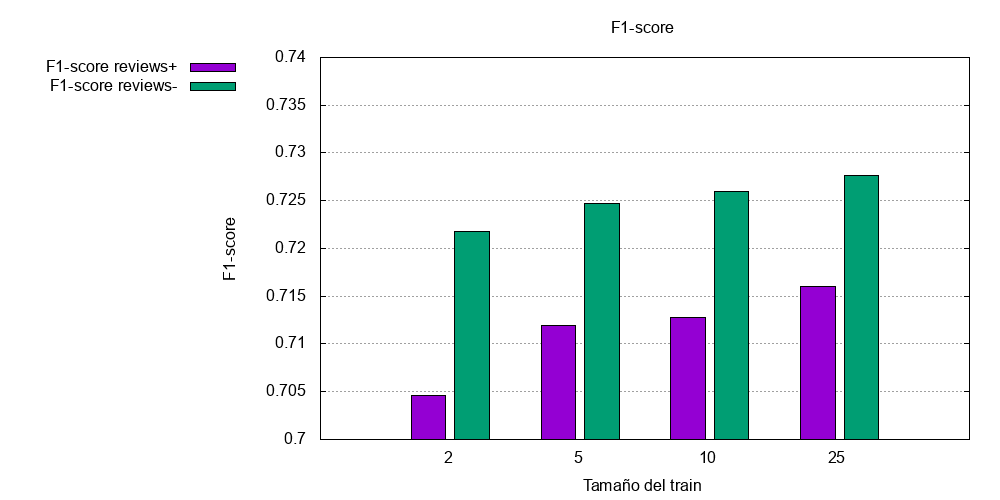 F1-score
F1-score reviews+
F1-score reviews-
0.74
0.735
0.73
0.725
0.72
0.715
0.71
0.705
0.7
F1-score
2 5 10 25
Tamaño del train